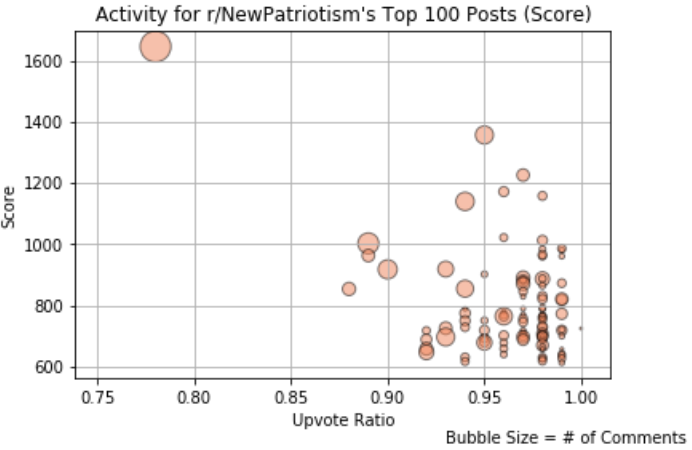 Activity for r/NewPatriotism's Top 100 Posts (Score)
1600
1400
1200
1000
800
600
Score
0.75 0.80 0.85 0.90 0.95 1.00
Upvote Ratio
Bubble Size = # of Comments